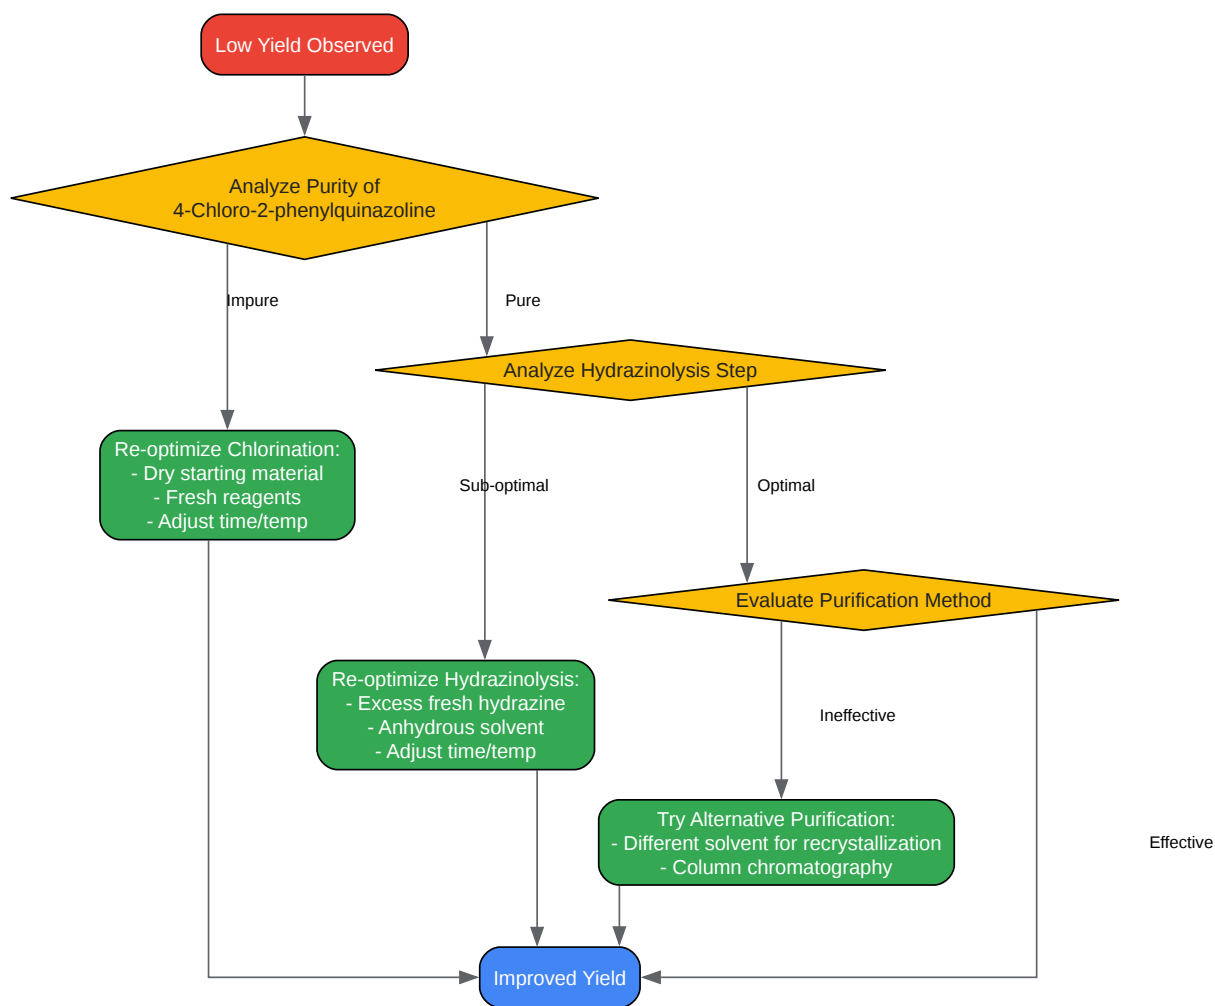 Low Yield Observed
Analyze Purity of
4-Chloro-2-phenylquinazoline
Impure
Pure
Analyze Hydrazinolysis Step
Re-optimize Chlorination:
- Dry starting material
- Fresh reagents
- Adjust time/temp
Sub-optimal
Optimal
Evaluate Purification Method
Re-optimize Hydrazinolysis:
- Excess fresh hydrazine
- Anhydrous solvent
- Adjust time/temp
Ineffective
Try Alternative Purification:
- Different solvent for recrystallization
- Column chromatography
Effective
Improved Yield